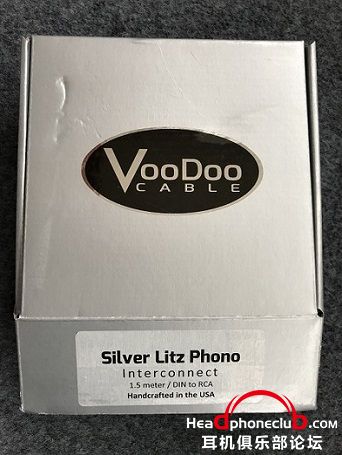 VooDoo
CABLE
Silver Litz Phono
Interconnect
1.5 meter / DIN to RCA
Handcrafted in the USA
Headphoneclub.com
耳机俱乐部论坛